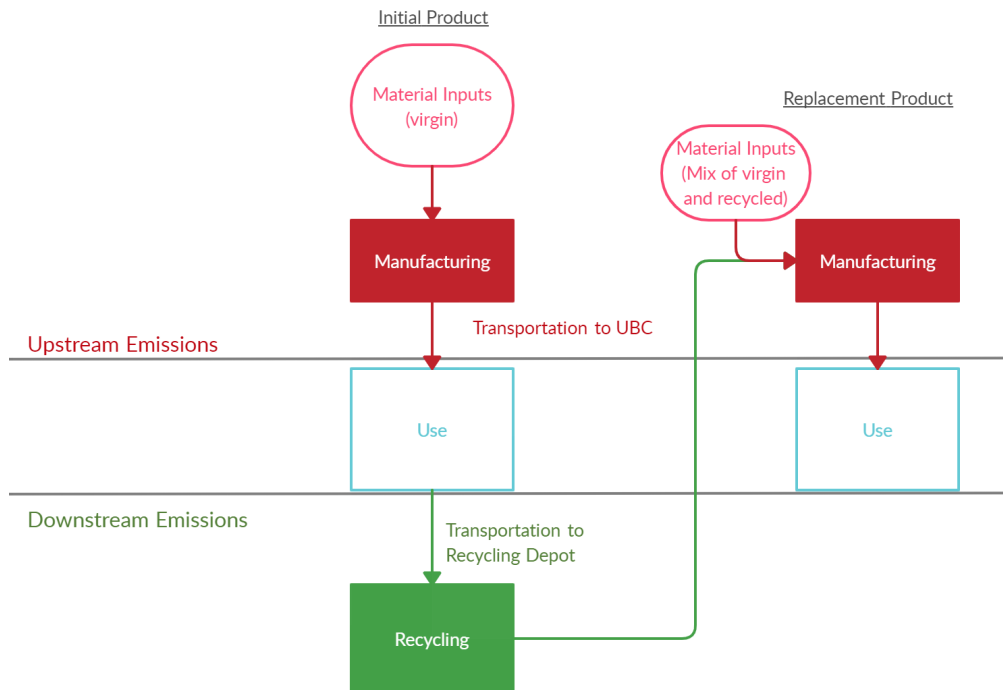 Initial Product
Material Inputs
(virgin)
Replacement Product
Material Inputs
(Mix of virgin
and recycled)
Manufacturing
Manufacturing
Transportation to UBC
Upstream Emissions
Use
Use
Downstream Emissions
Transportation to
Recycling Depot
Recycling